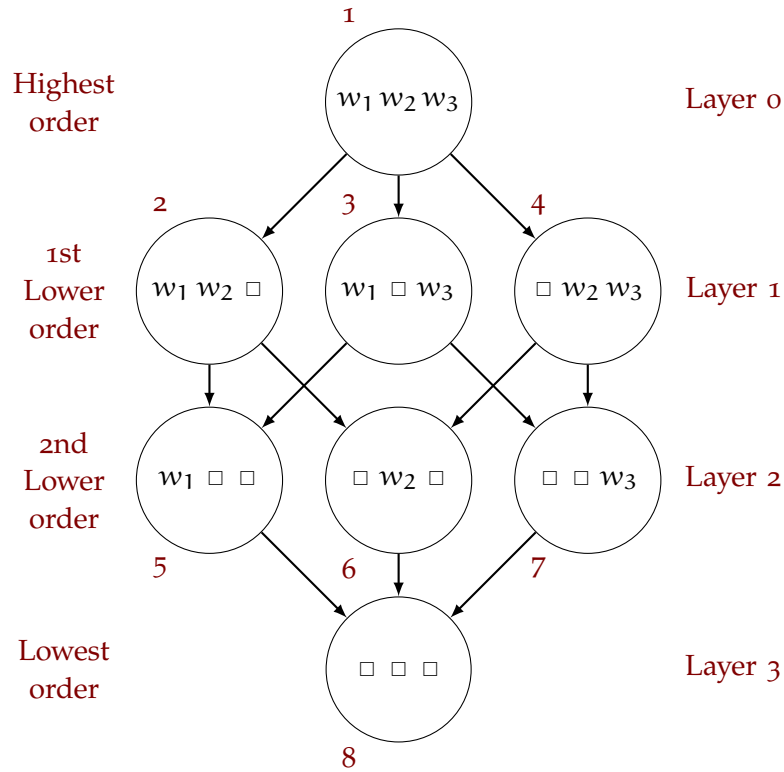 1
Highest
order
w₁ w₂ w₃
Layer 0
2
3
4
1st
Lower
order
w₁ w₂ □
w₁ □ w₃
□ w₂ w₃
Layer 1
2nd
Lower
order
w₁ □ □
□ w₂ □
□ □ w₃
Layer 2
5
6
7
Lowest
order
□ □ □
Layer 3
8